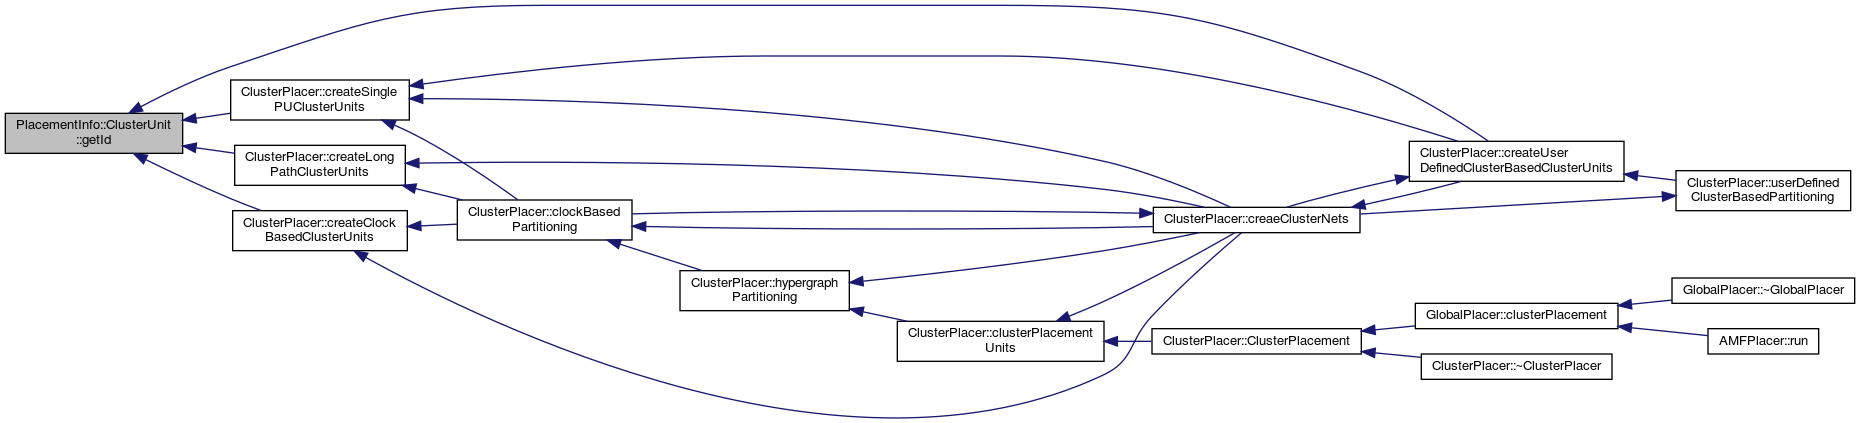 PlacementInfo::ClusterUnit
::getId
ClusterPlacer::createSingle
PUClusterUnits
ClusterPlacer::createLong
PathClusterUnits
ClusterPlacer::createClock
BasedClusterUnits
ClusterPlacer::clockBased
Partitioning
ClusterPlacer::hypergraph
Partitioning
ClusterPlacer::clusterPlacement
Units
ClusterPlacer::creaeClusterNets
ClusterPlacer::ClusterPlacement
ClusterPlacer::createUser
DefinedClusterBasedClusterUnits
ClusterPlacer::userDefined
ClusterBasedPartitioning
GlobalPlacer::clusterPlacement
ClusterPlacer::~ClusterPlacer
GlobalPlacer::~GlobalPlacer
AMFPlacer::run